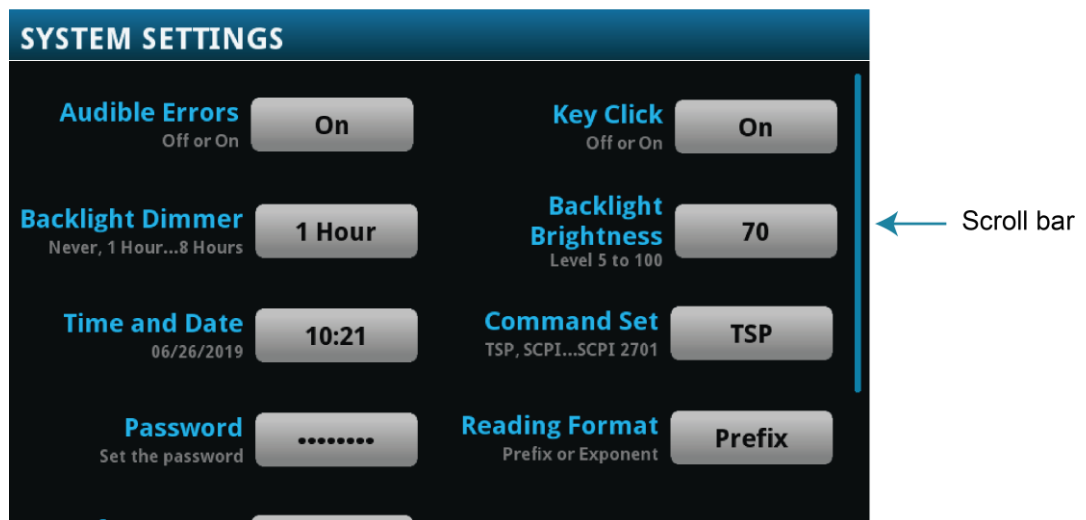 SYSTEM SETTINGS
Audible Errors
Off or On
On
Key Click
Off or On
On
Backlight Dimmer
Never, 1 Hour...8 Hours
1 Hour
Backlight
Brightness
Level 5 to 100
70
Scroll bar
Time and Date
06/26/2019
10:21
Command Set
TSP, SCPI...SCPI 2701
TSP
Password
Set the password
••••••••
Reading Format
Prefix or Exponent
Prefix